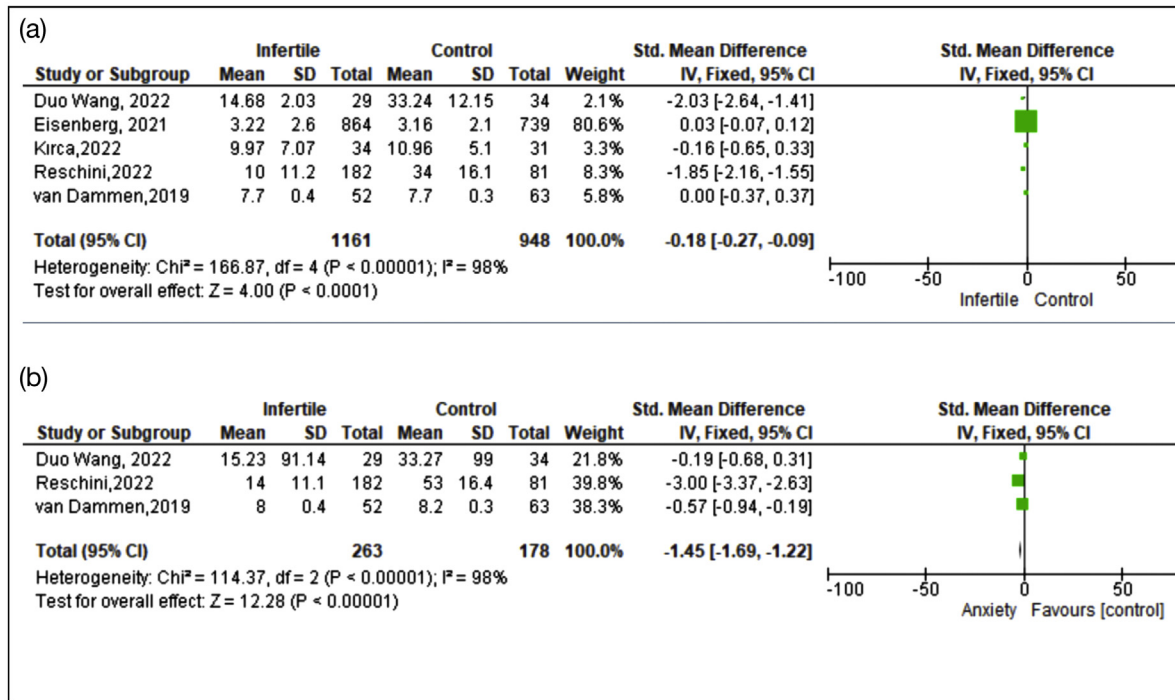 (a)
Infertile Control Std. Mean Difference Std. Mean Difference
Study or Subgroup Mean SD Total Mean SD Total Weight IV, Fixed, 95% CI IV, Fixed, 95% CI
Duo Wang, 2022 14.68 2.03 29 33.24 12.15 34 2.1% -2.03 [-2.64, -1.41]
Eisenberg, 2021 3.22 2.6 864 3.16 2.1 739 80.6% 0.03 [-0.07, 0.12]
Kırca,2022 9.97 7.07 34 10.96 5.1 31 3.3% -0.16 [-0.65, 0.33]
Reschini,2022 10 11.2 182 34 16.1 81 8.3% -1.85 [-2.16, -1.55]
van Dammen,2019 7.7 0.4 52 7.7 0.3 63 5.8% 0.00 [-0.37, 0.37]
Total (95% CI) 1161 948 100.0% -0.18 [-0.27, -0.09]
Heterogeneity: Chi² = 166.87, df = 4 (P < 0.00001); I² = 98%
Test for overall effect: Z = 4.00 (P < 0.0001)
-100 -50 0 50
Infertile Control
(b)
Infertile Control Std. Mean Difference Std. Mean Difference
Study or Subgroup Mean SD Total Mean SD Total Weight IV, Fixed, 95% CI IV, Fixed, 95% CI
Duo Wang, 2022 15.23 91.14 29 33.27 99 34 21.8% -0.19 [-0.68, 0.31]
Reschini,2022 14 11.1 182 53 16.4 81 39.8% -3.00 [-3.37, -2.63]
van Dammen,2019 8 0.4 52 8.2 0.3 63 38.3% -0.57 [-0.94, -0.19]
Total (95% CI) 263 178 100.0% -1.45 [-1.69, -1.22]
Heterogeneity: Chi² = 114.37, df = 2 (P < 0.00001); I² = 98%
Test for overall effect: Z = 12.28 (P < 0.00001)
-100 -50 0 50
Anxiety Favours [control]